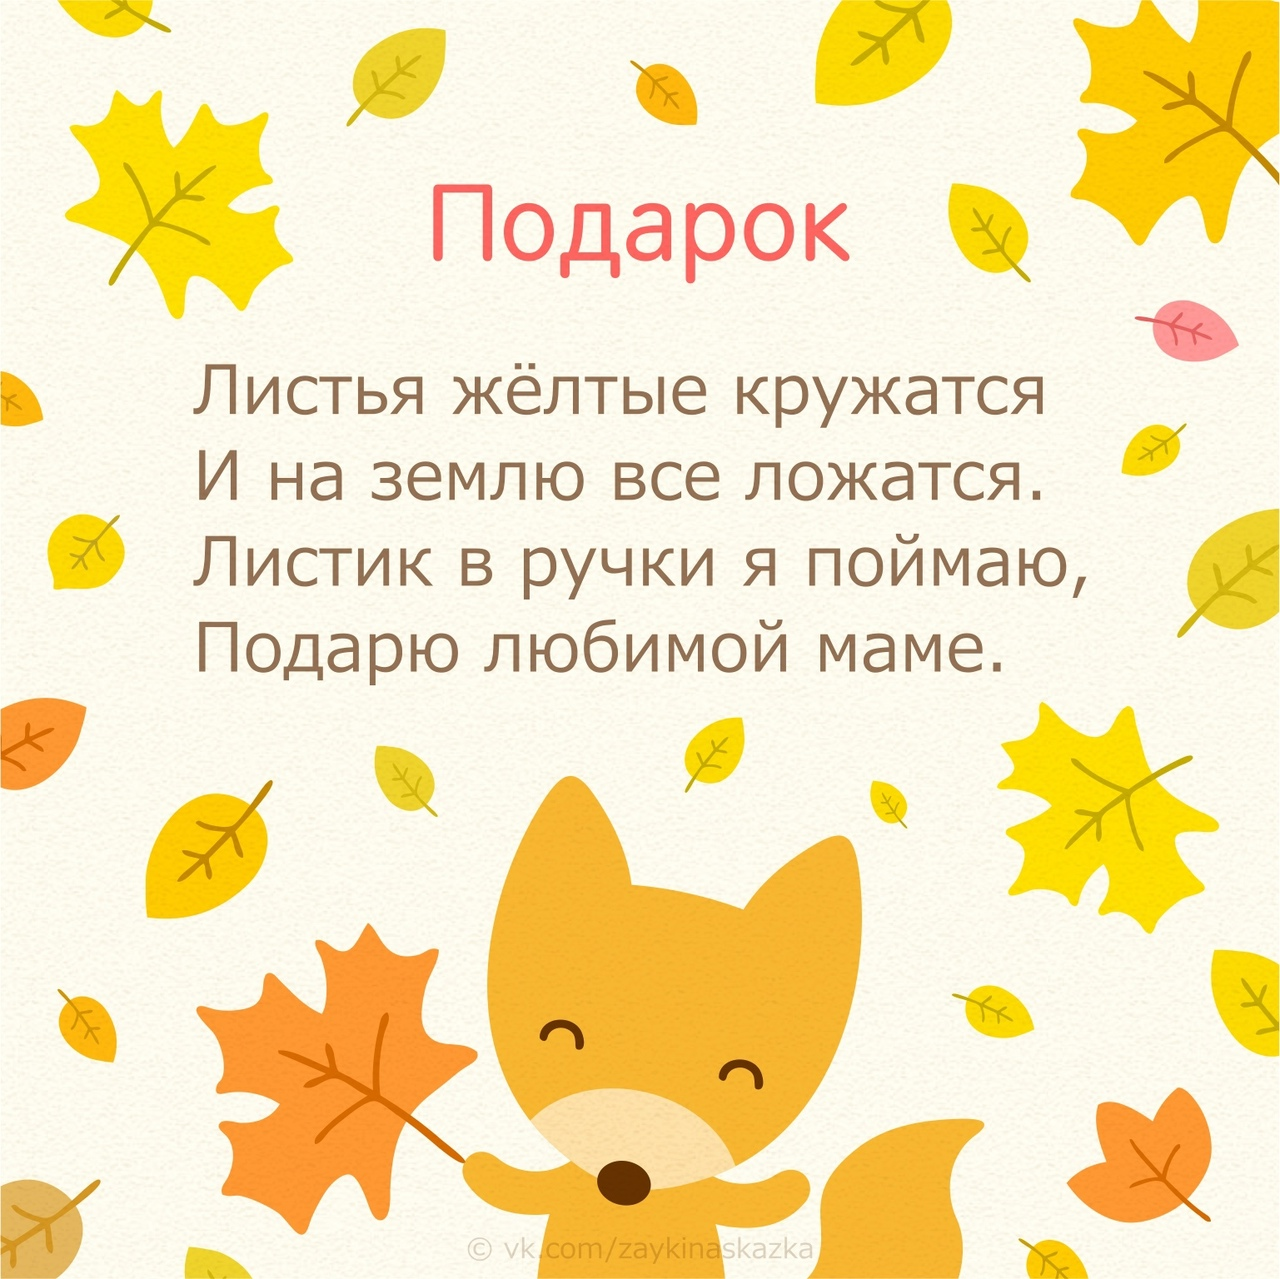 Подарок
Листья жёлтые кружатся
И на землю все ложатся.
Листик в ручки я поймаю,
Подарю любимой маме.
© vk.com/zaykinaskazka